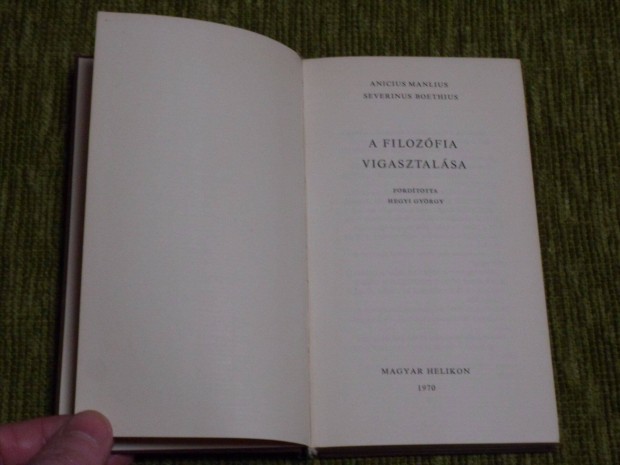 ANICIUS MANLIUS
SEVERINUS BOETHIUS
A FILOZÓFIA
VIGASZTALÁSA
FORDÍTOTTA
HEGYI GYÖRGY
MAGYAR HELIKON
1970